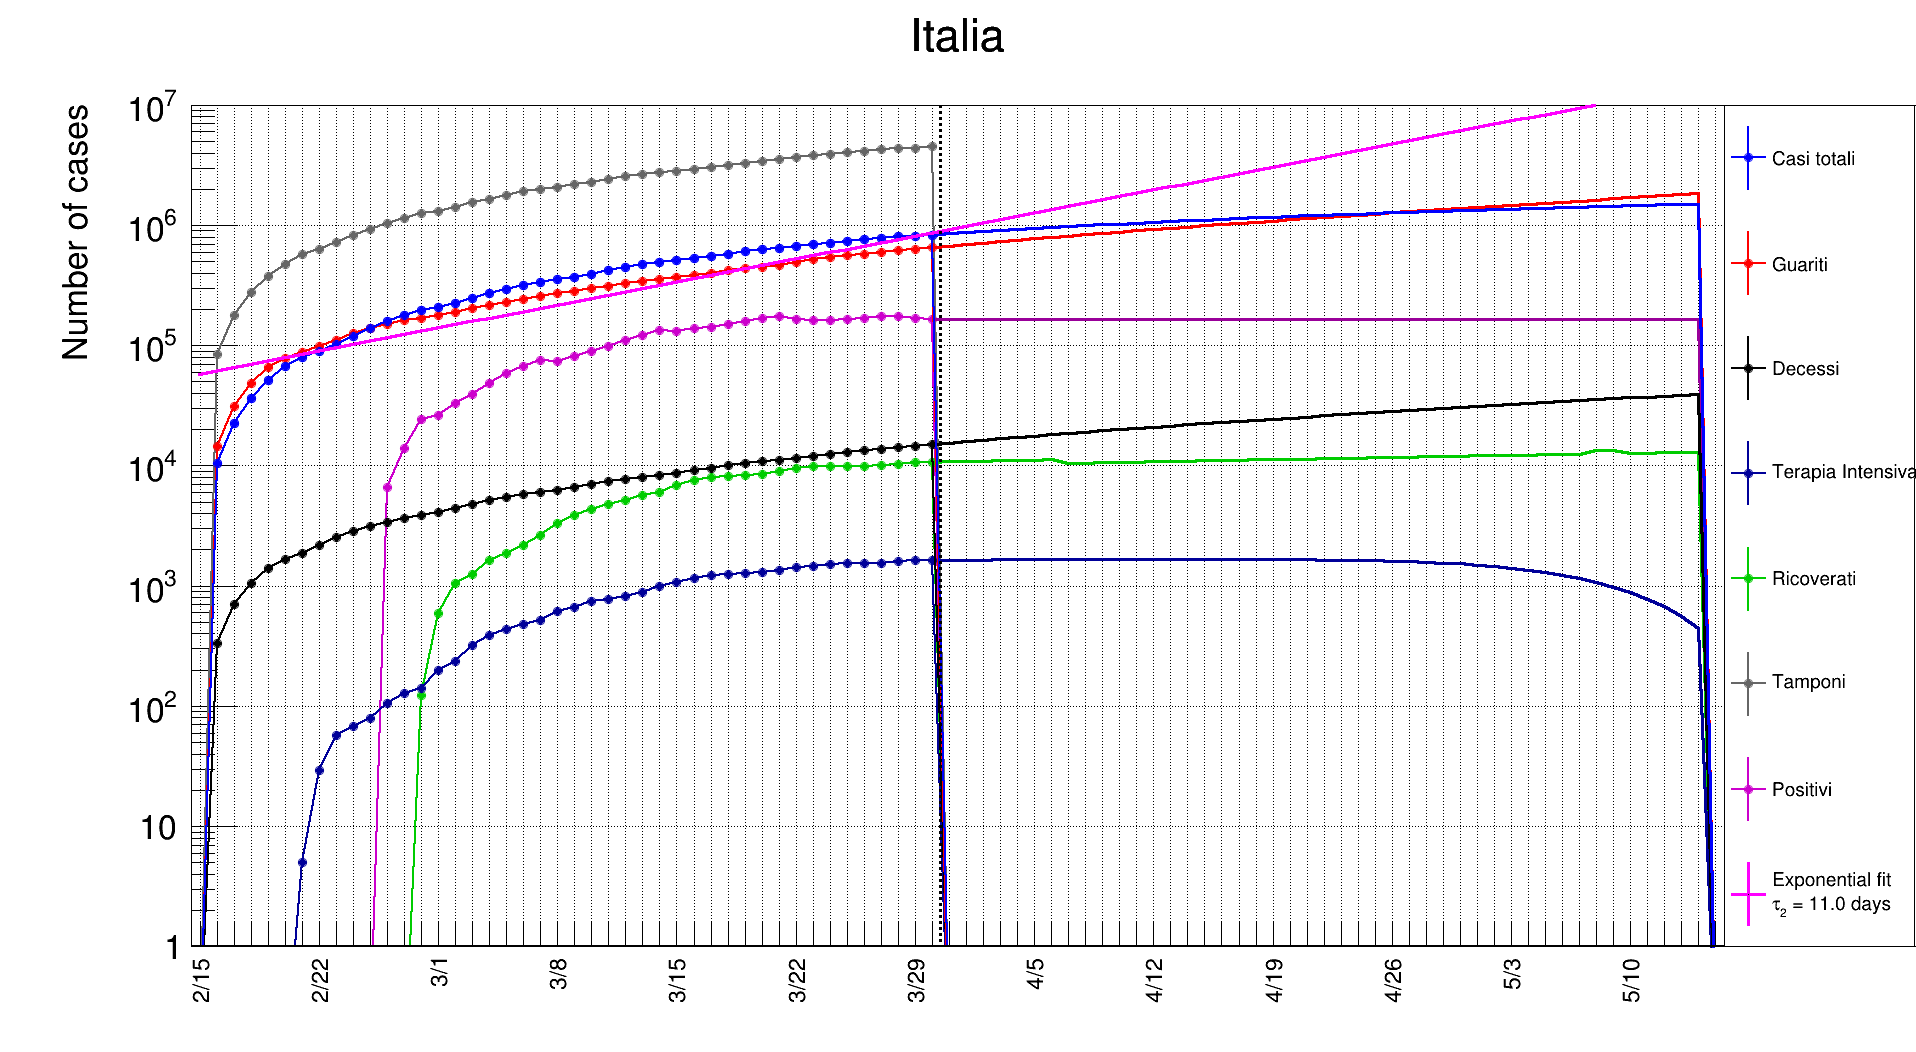 Italia
Number of cases
10^7
10^6
10^5
10^4
10^3
10^2
10
1
2/15
2/22
3/1
3/8
3/15
3/22
3/29
4/5
4/12
4/19
4/26
5/3
5/10
Casi totali
Guariti
Decessi
Terapia Intensiva
Ricoverati
Tamponi
Positivi
Exponential fit
τ_2 = 11.0 days